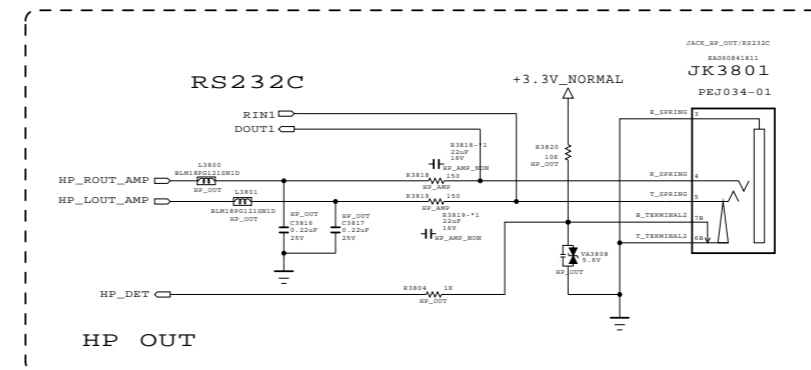 JACK_HP_OUT/RS232C
EAG60841811
JK3801
PEJ034-01
RS232C
+3.3V_NORMAL
RIN1
DOUT1
E_SPRING 3
R3818-*1
22uF
16V
HP_AMP_NON
R3820
10K
HP_OUT
L3800
BLM18PG121SN1D
HP_OUT
HP_ROUT_AMP
R3818 150
HP_AMP
R_SPRING 4
L3801
BLM18PG121SN1D
HP_OUT
HP_LOUT_AMP
R3819 150
HP_AMP
T_SPRING 5
R3819-*1
22uF
16V
HP_AMP_NON
HP_OUT
C3816
0.22uF
25V
HP_OUT
C3817
0.22uF
25V
B_TERMINAL2 7B
T_TERMINAL2 6B
VA3808
5.6V
HP_OUT
HP_DET
R3804 1K
HP_OUT
HP OUT